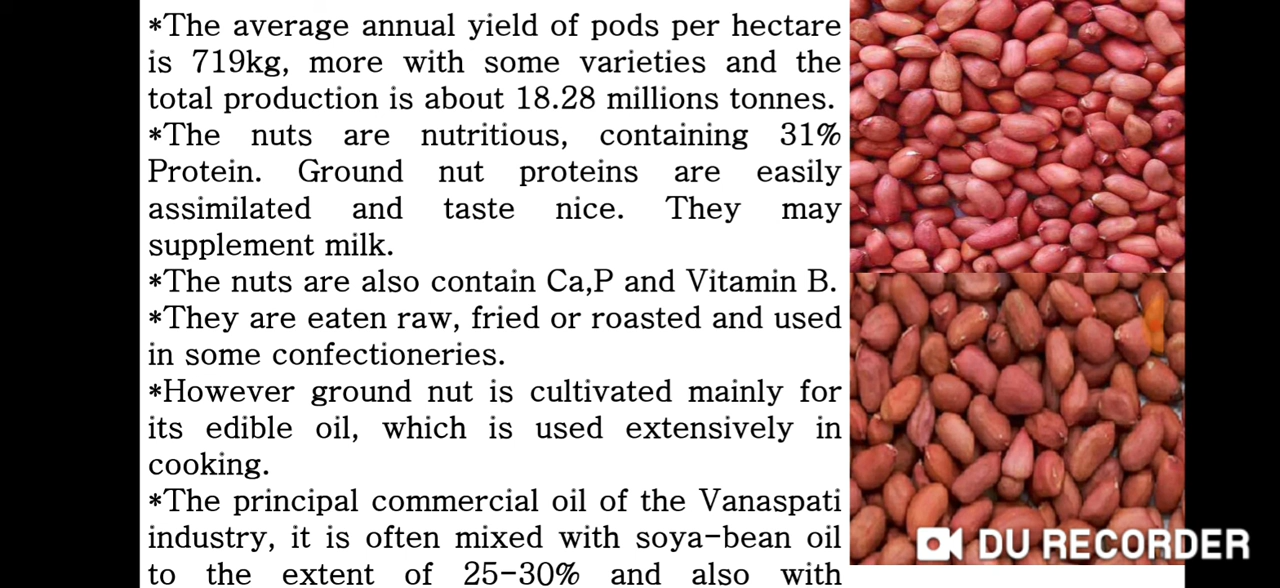 *The average annual yield of pods per hectare
is 719kg, more with some varieties and the
total production is about 18.28 millions tonnes.
*The nuts are nutritious, containing 31%
Protein. Ground nut proteins are easily
assimilated and taste nice. They may
supplement milk.
*The nuts are also contain Ca,P and Vitamin B.
*They are eaten raw, fried or roasted and used
in some confectioneries.
*However ground nut is cultivated mainly for
its edible oil, which is used extensively in
cooking.
*The principal commercial oil of the Vanaspati
industry, it is often mixed with soya-bean oil
to the extent of 25-30% and also with
DU RECORDER